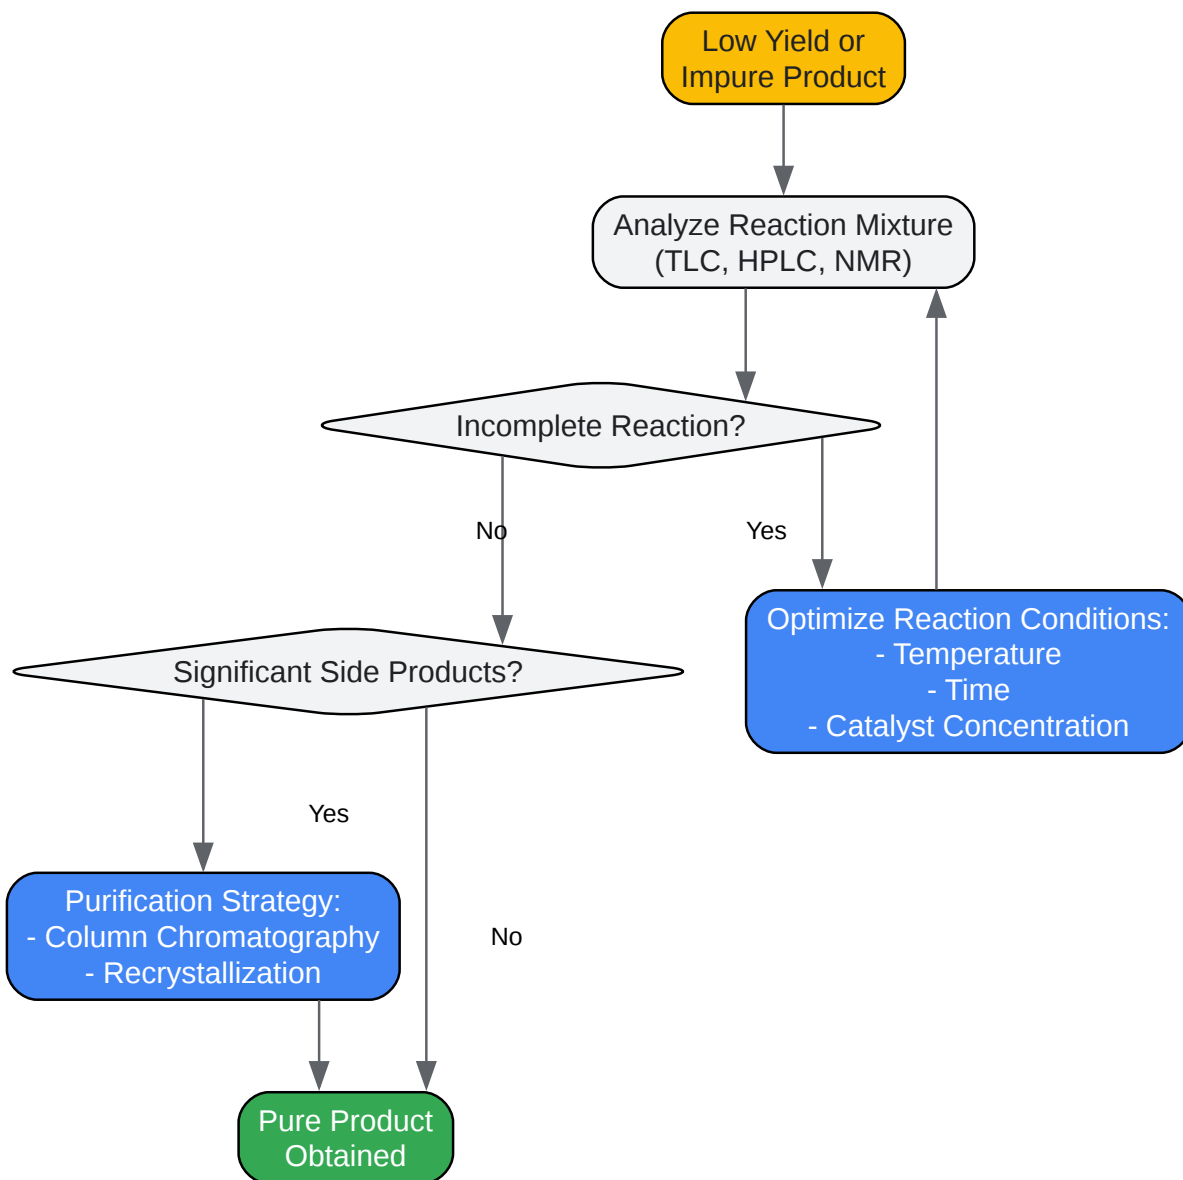 Low Yield or
Impure Product
Analyze Reaction Mixture
(TLC, HPLC, NMR)
Incomplete Reaction?
No
Yes
Optimize Reaction Conditions:
- Temperature
- Time
- Catalyst Concentration
Significant Side Products?
Yes
No
Purification Strategy:
- Column Chromatography
- Recrystallization
Pure Product
Obtained